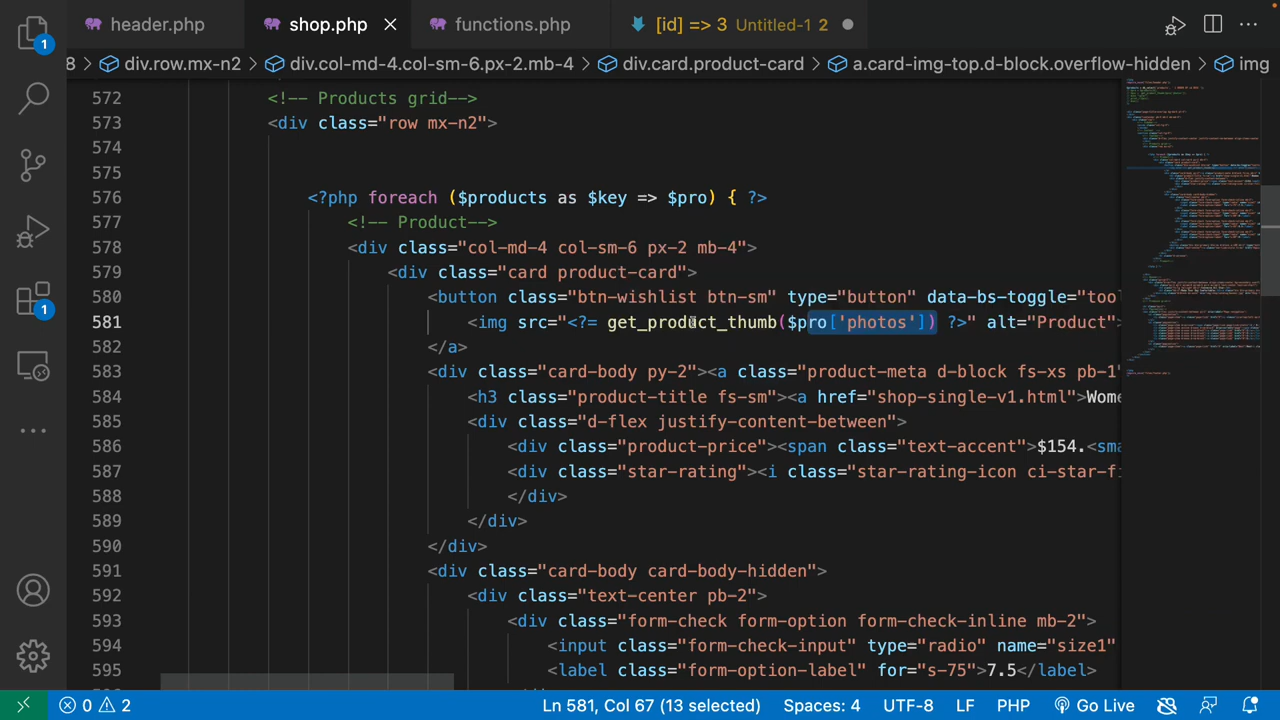 header.php shop.php functions.php [id] => 3 Untitled-1 2
8 > div.row.mx-n2 > div.col-md-4.col-sm-6.px-2.mb-4 > div.card.product-card > a.card-img-top.d-block.overflow-hidden > img
572 <!-- Products grid-->
573 <div class="row mx-n2">
574
575
576 <?php foreach ($products as $key => $pro) { ?>
577 <!-- Product-->
578 <div class="col-md-4 col-sm-6 px-2 mb-4">
579 <div class="card product-card">
580 <button class="btn-wishlist btn-sm" type="button" data-bs-toggle="too
581 <img src="<?= get_product_thumb($pro['photos']) ?>" alt="Product">
582 </a>
583 <div class="card-body py-2"><a class="product-meta d-block fs-xs pb-1"
584 <h3 class="product-title fs-sm"><a href="shop-single-v1.html">Wome
585 <div class="d-flex justify-content-between">
586 <div class="product-price"><span class="text-accent">$154.<sma
587 <div class="star-rating"><i class="star-rating-icon ci-star-fi
588 </div>
589 </div>
590 </div>
591 <div class="card-body card-body-hidden">
592 <div class="text-center pb-2">
593 <div class="form-check form-option form-check-inline mb-2">
594 <input class="form-check-input" type="radio" name="size1"
595 <label class="form-option-label" for="s-75">7.5</label>
1
1
0 2 Ln 581, Col 67 (13 selected) Spaces: 4 UTF-8 LF PHP Go Live